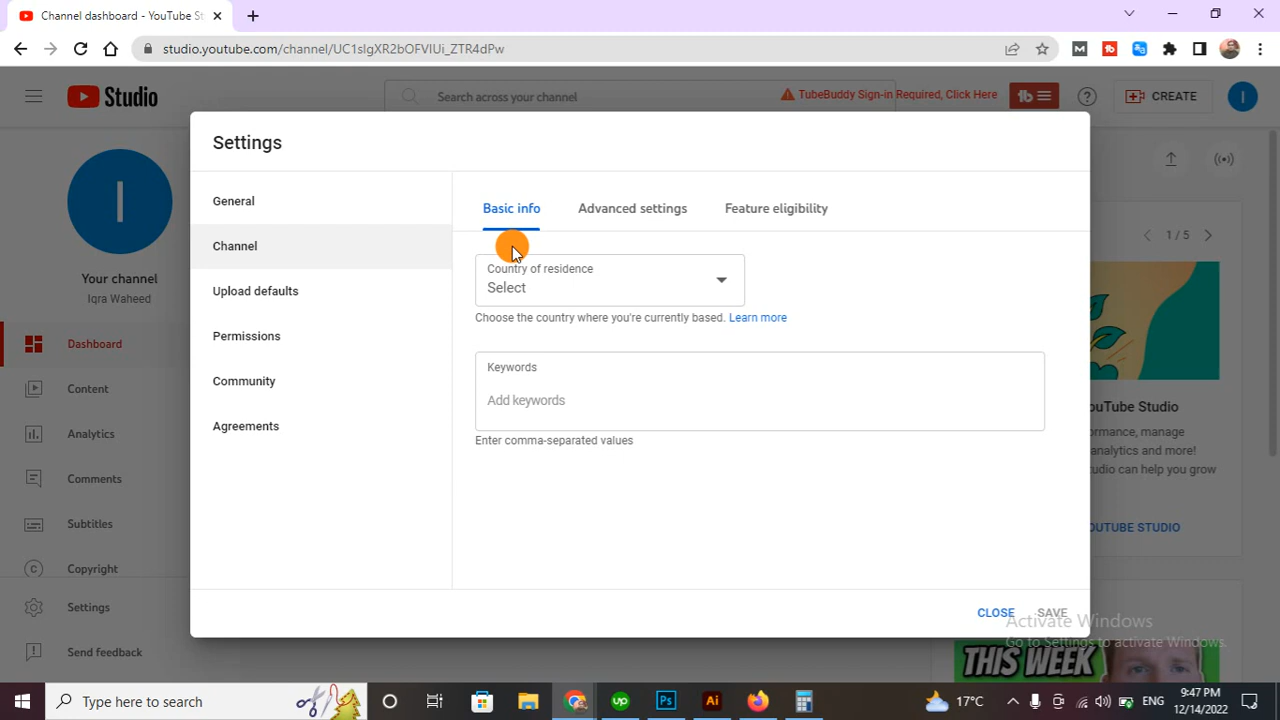 Channel dashboard - YouTube St
studio.youtube.com/channel/UC1slgXR2bOFVIUi_ZTR4dPw
Studio
Search across your channel
TubeBuddy Sign-in Required, Click Here
tb
CREATE
I
Settings
I
Your channel
Iqra Waheed
Dashboard
Content
Analytics
Comments
Subtitles
Copyright
Settings
Send feedback
General
Channel
Upload defaults
Permissions
Community
Agreements
Basic info
Advanced settings
Feature eligibility
Country of residence
Select
Choose the country where you're currently based. Learn more
Keywords
Add keywords
Enter comma-separated values
CLOSE
SAVE
1 / 5
ouTube Studio
ormance, manage
analytics and more!
tudio can help you grow
OUTUBE STUDIO
Activate Windows
Go to Settings to activate Windows.
THIS WEEK
Type here to search
up
Ps
Ai
17°C
ENG
9:47 PM
12/14/2022